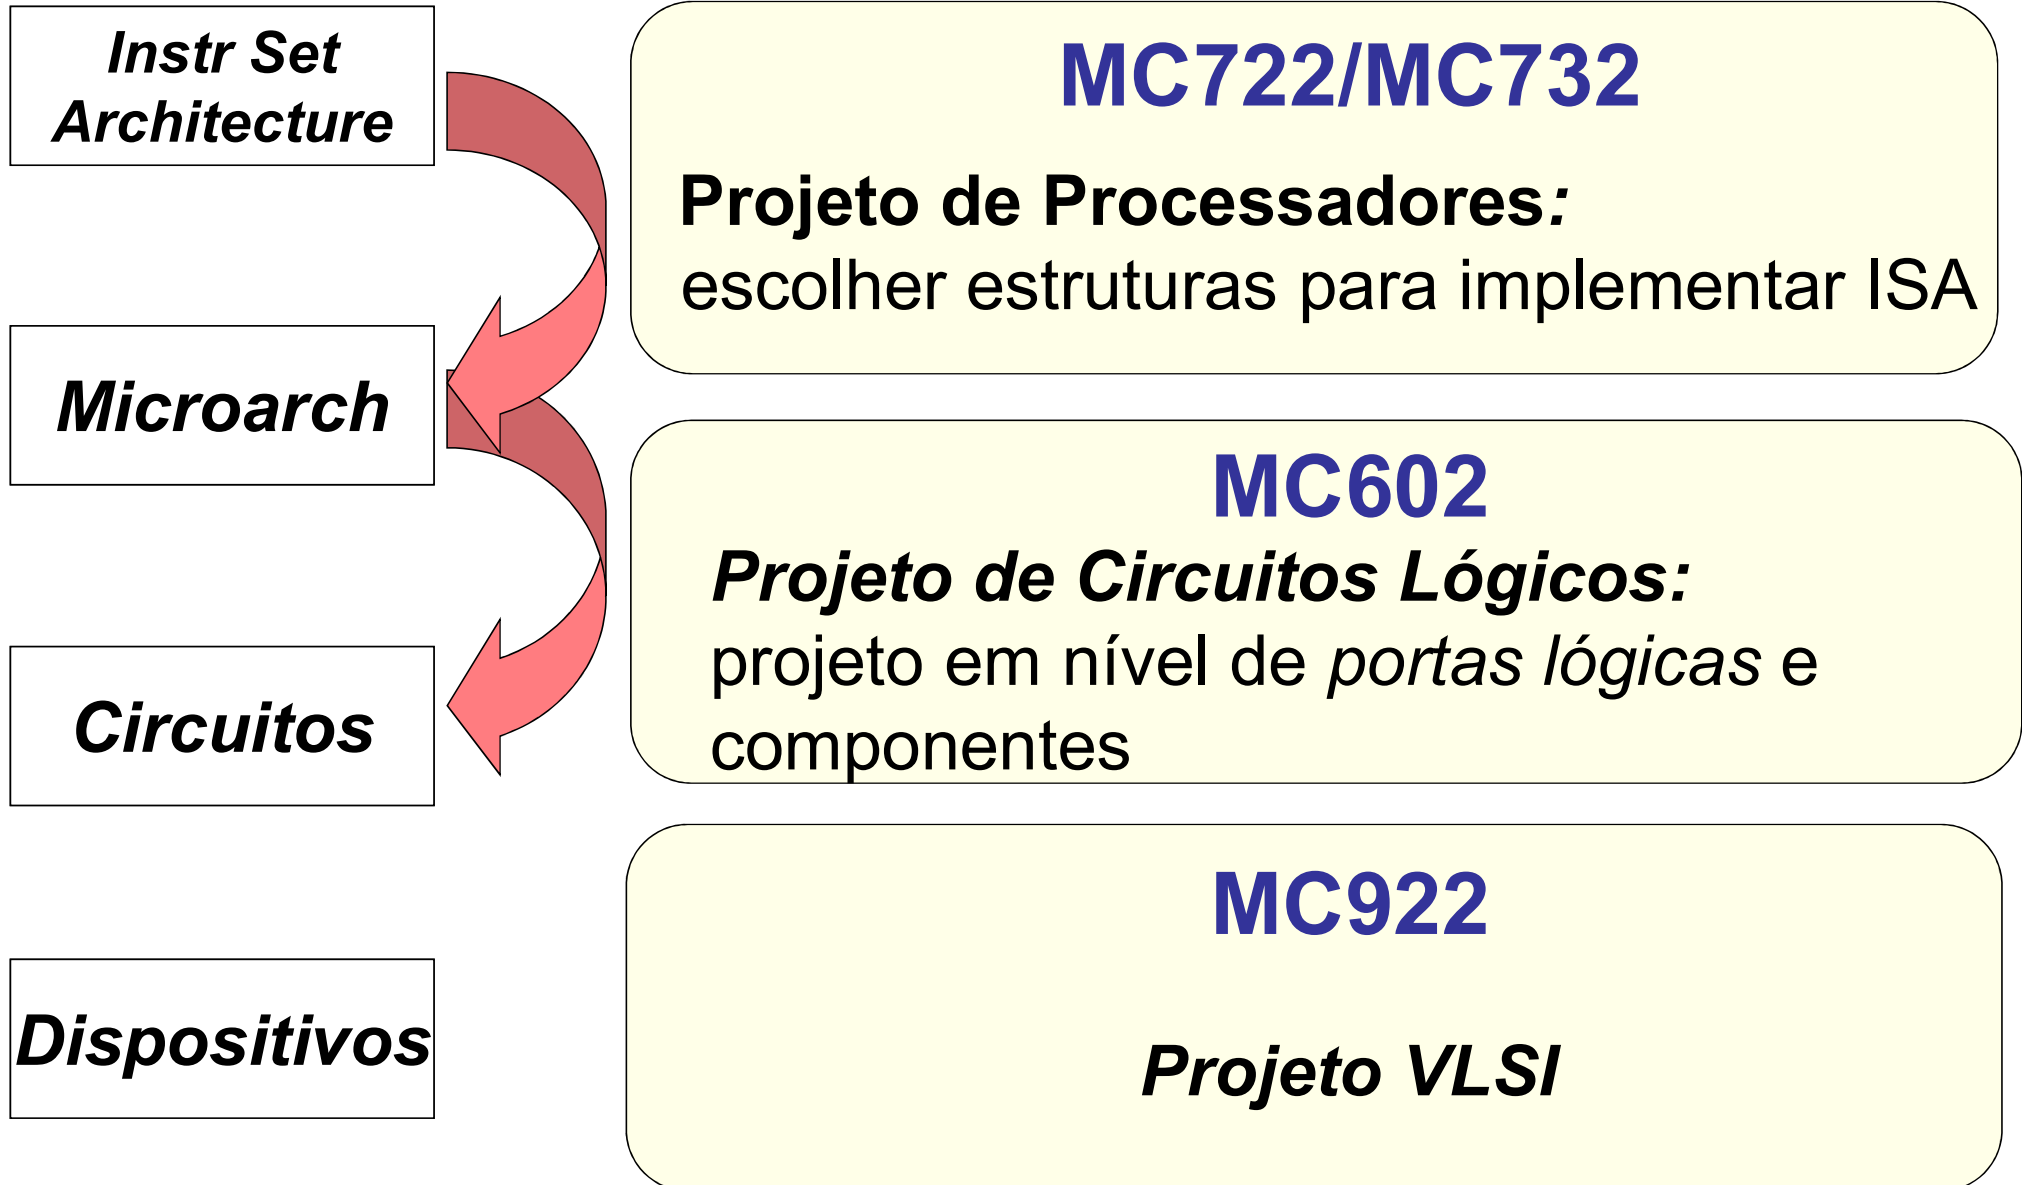 Instr Set
Architecture
MC722/MC732
Projeto de Processadores:
escolher estruturas para implementar ISA
Microarch
MC602
Projeto de Circuitos Lógicos:
projeto em nível de portas lógicas e
componentes
Circuitos
MC922
Projeto VLSI
Dispositivos